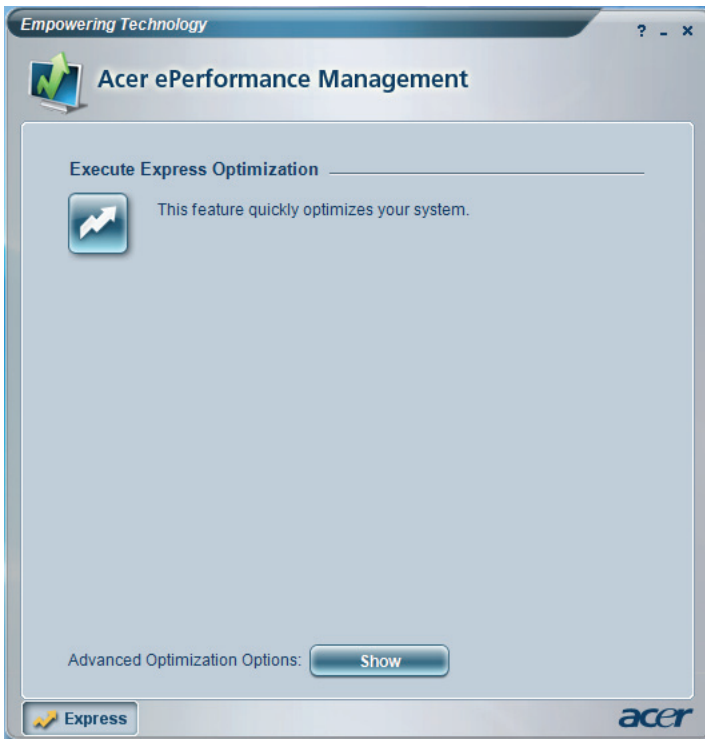 Empowering Technology
? - ×
Acer ePerformance Management
Execute Express Optimization
This feature quickly optimizes your system.
Advanced Optimization Options: Show
Express
acer